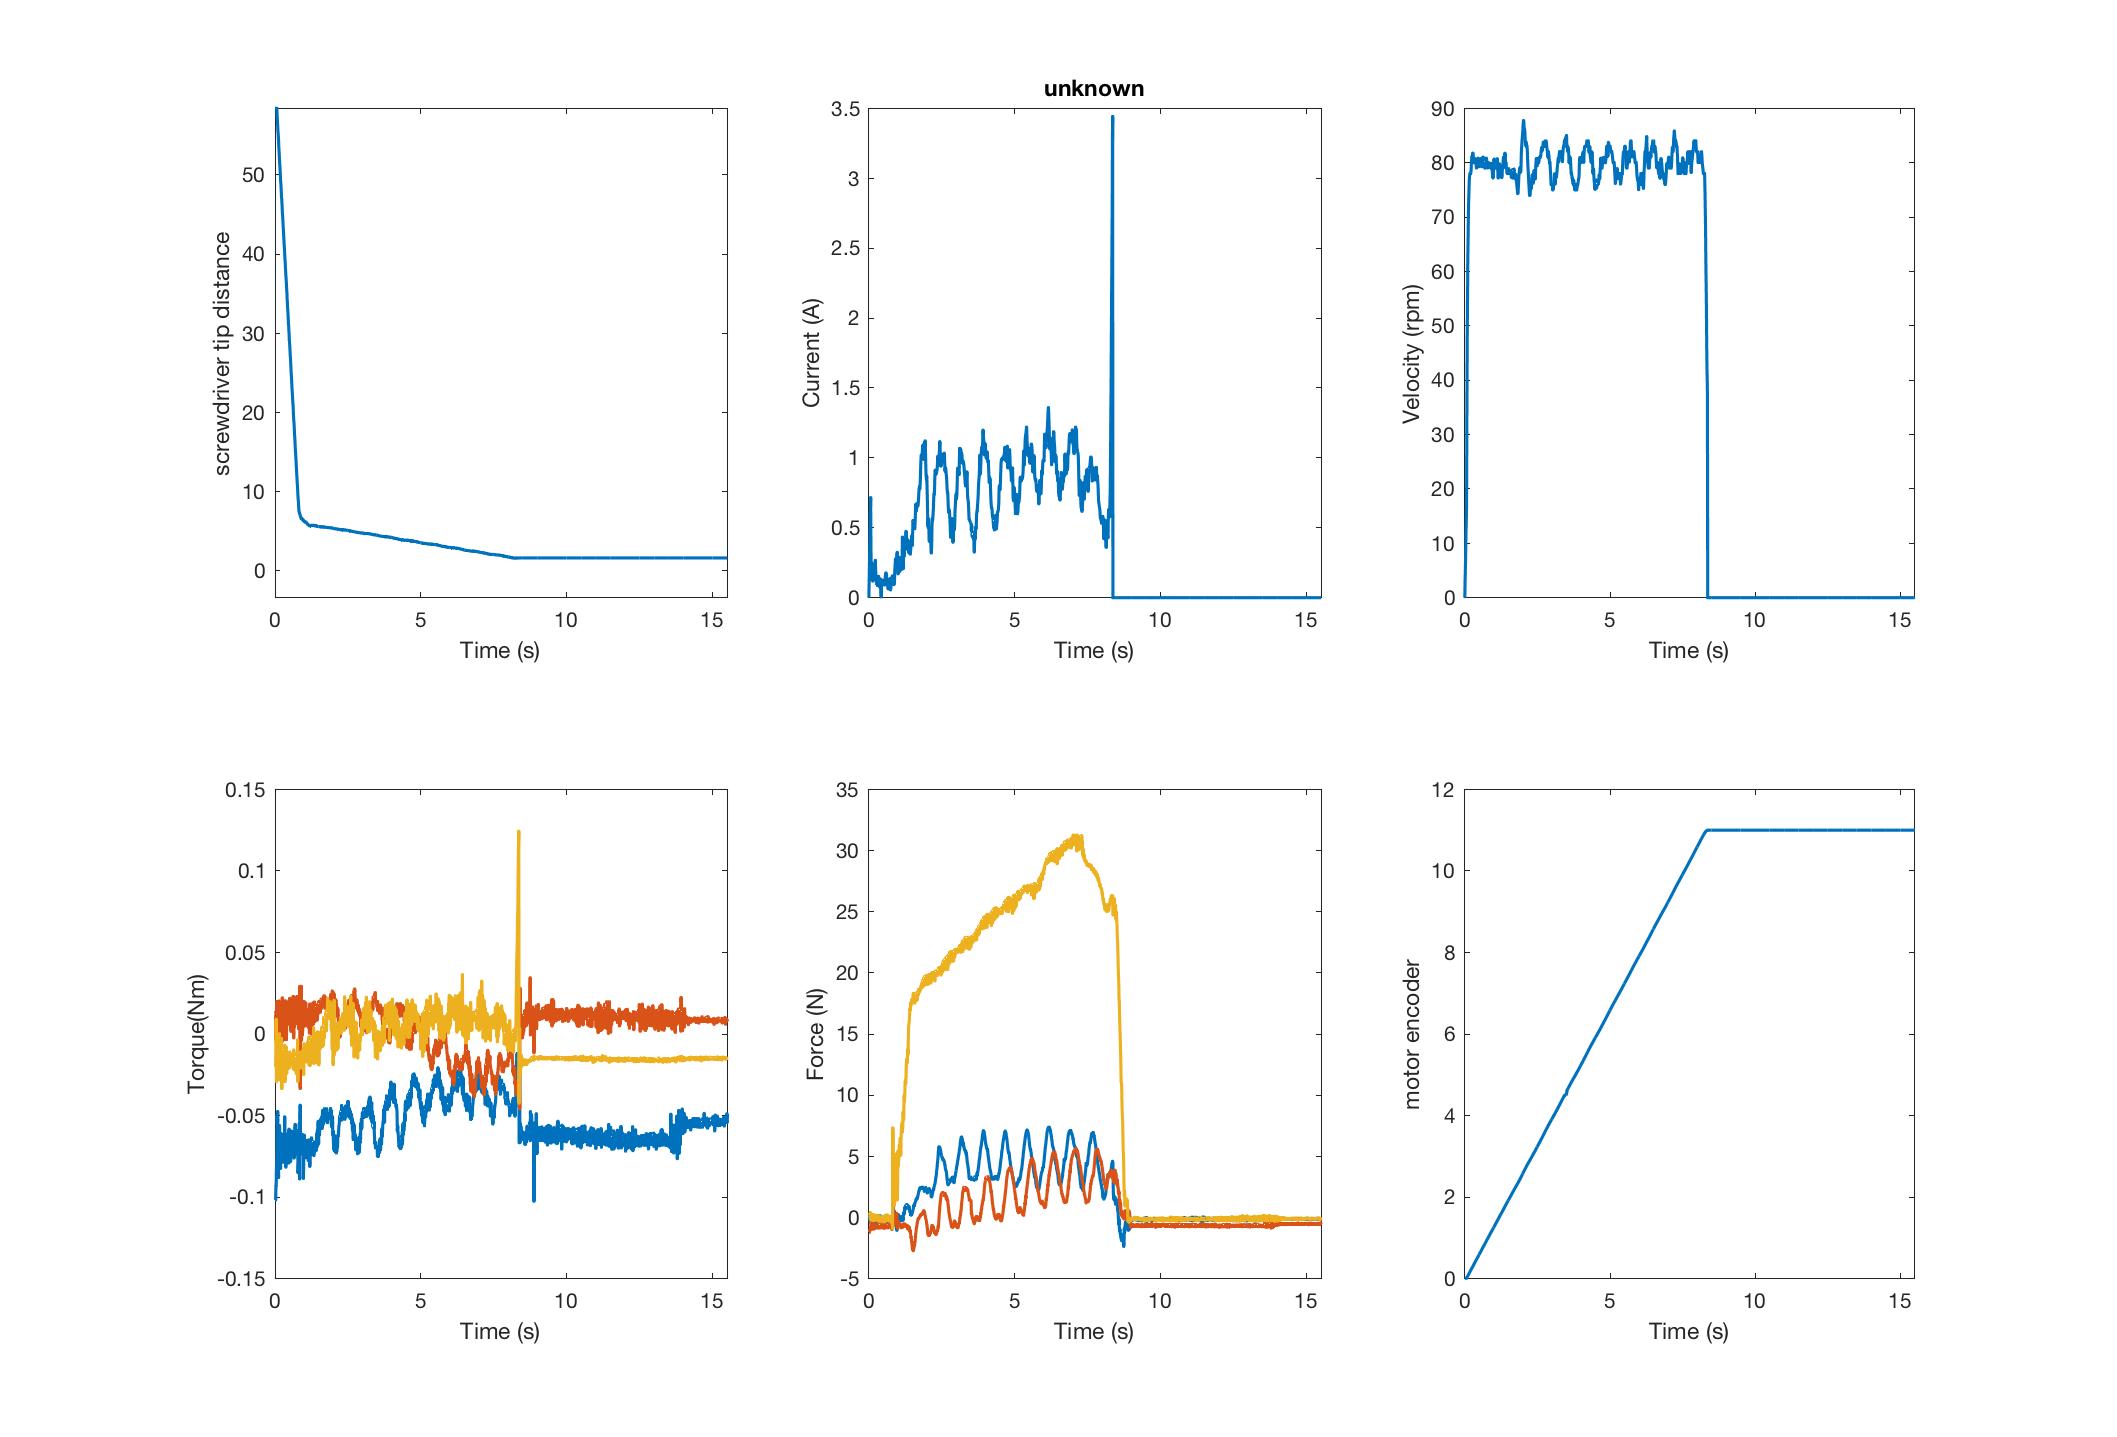 unknown
screwdriver tip distance
50
40
30
20
10
0
0 5 10 15
Time (s)
Current (A)
3.5
3
2.5
2
1.5
1
0.5
0
0 5 10 15
Time (s)
Velocity (rpm)
90
80
70
60
50
40
30
20
10
0
0 5 10 15
Time (s)
Torque(Nm)
0.15
0.1
0.05
0
-0.05
-0.1
-0.15
0 5 10 15
Time (s)
Force (N)
35
30
25
20
15
10
5
0
-5
0 5 10 15
Time (s)
motor encoder
12
10
8
6
4
2
0
0 5 10 15
Time (s)